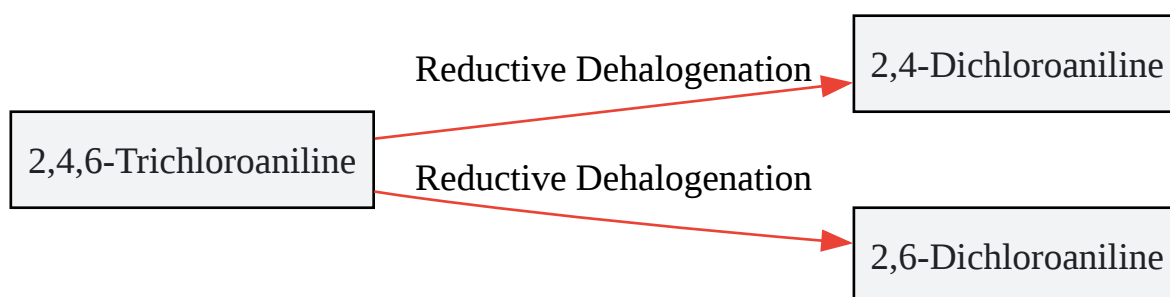 Reductive Dehalogenation
2,4-Dichloroaniline
2,4,6-Trichloroaniline
Reductive Dehalogenation
2,6-Dichloroaniline